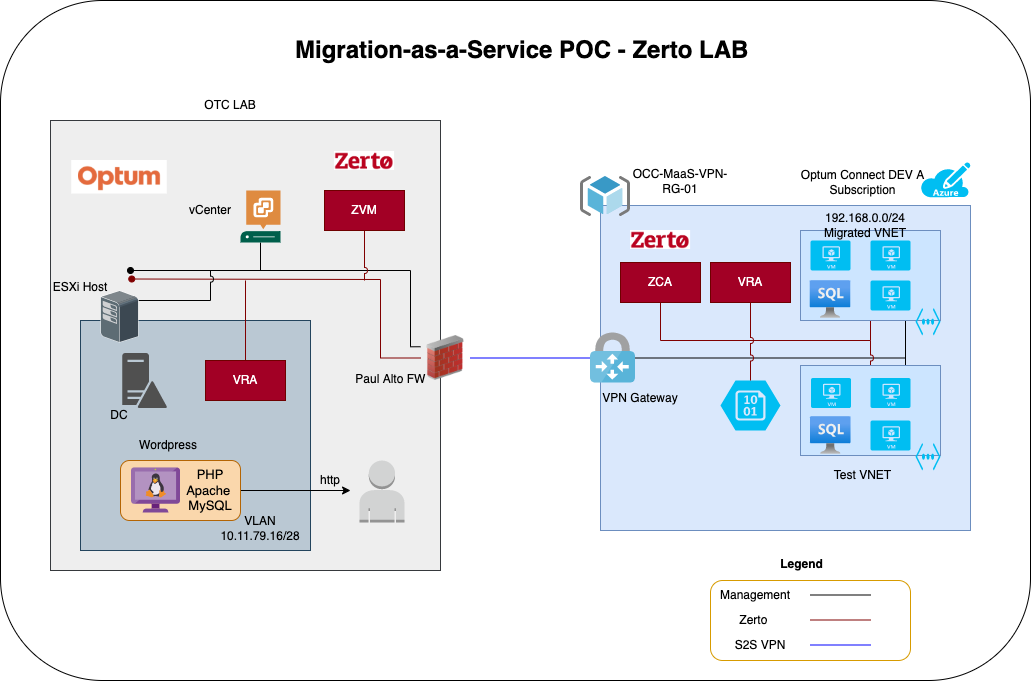 Migration-as-a-Service POC - Zerto LAB
OTC LAB
Optum
Zerto
vCenter
ZVM
ESXi Host
VRA
DC
Paul Alto FW
Wordpress
PHP
Apache
MySQL
http
VLAN
10.11.79.16/28
OCC-MaaS-VPN-
RG-01
Optum Connect DEV A
Subscription
Azure
192.168.0.0/24
Migrated VNET
Zerto
ZCA
VRA
VM
VM
SQL
VM
VPN Gateway
10
01
VM
VM
SQL
VM
Test VNET
Legend
Management
Zerto
S2S VPN